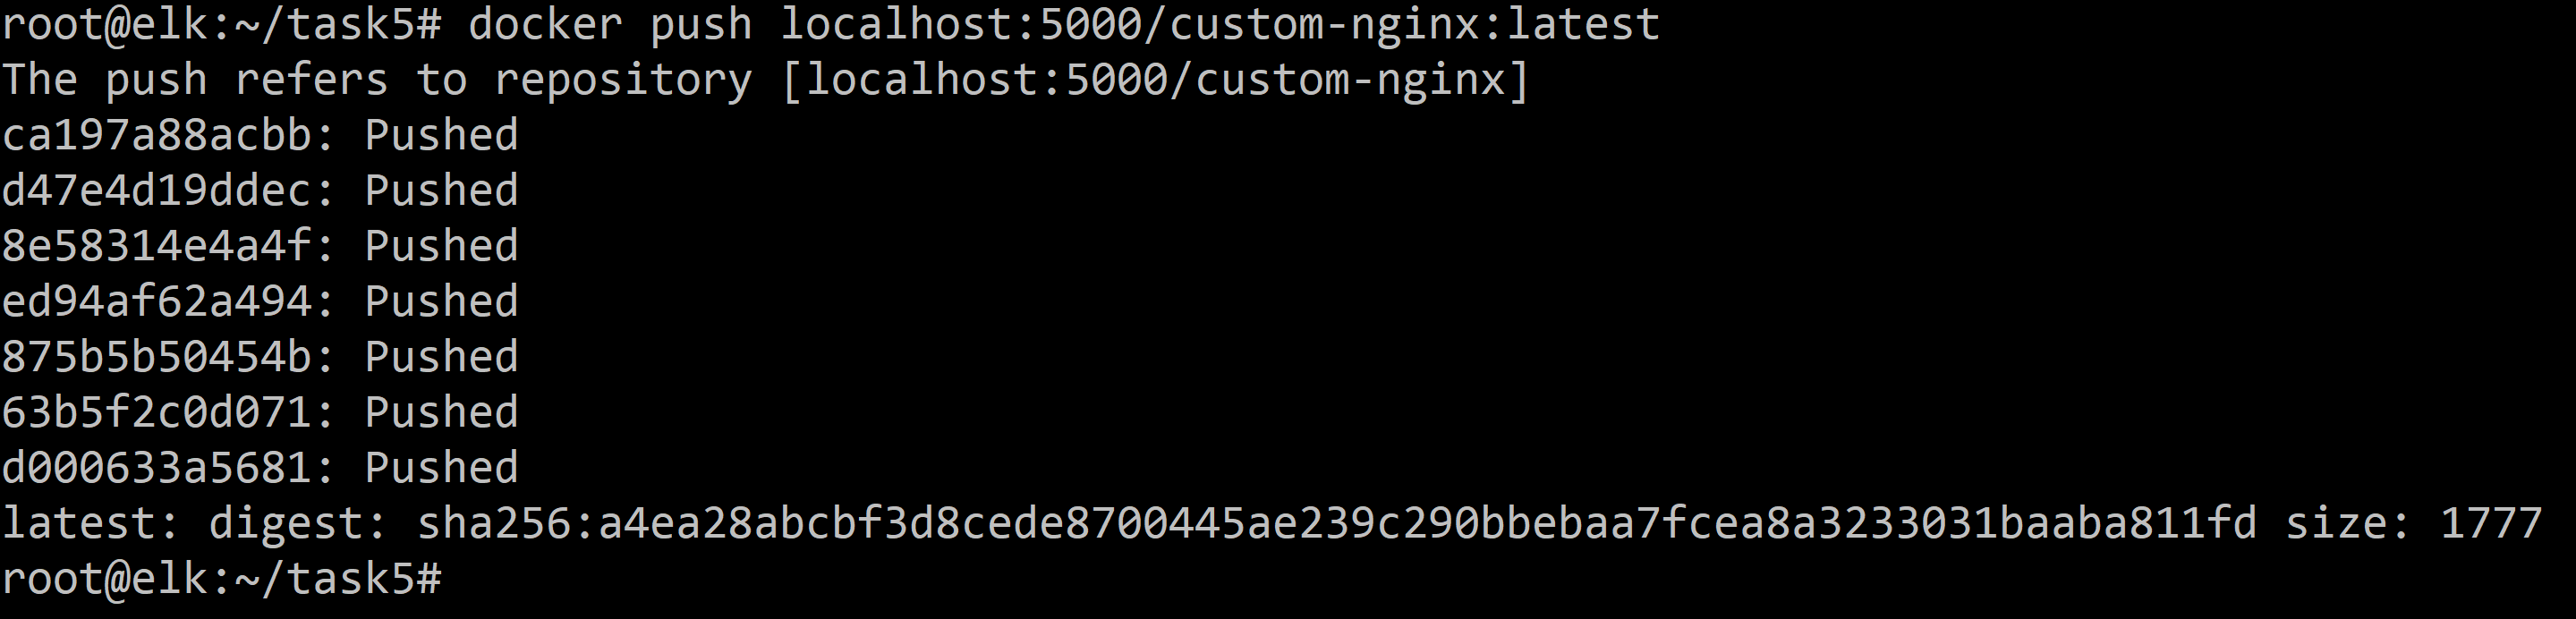 root@elk:~/task5# docker push localhost:5000/custom-nginx:latest
The push refers to repository [localhost:5000/custom-nginx]
ca197a88acbb: Pushed
d47e4d19ddec: Pushed
8e58314e4a4f: Pushed
ed94af62a494: Pushed
875b5b50454b: Pushed
63b5f2c0d071: Pushed
d000633a5681: Pushed
latest: digest: sha256:a4ea28abcbf3d8cede8700445ae239c290bbebaa7fcea8a3233031baaba811fd size: 1777
root@elk:~/task5#